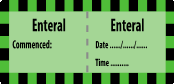 Enteral
Commenced:
Enteral
Date ....../....../......
Time ..........